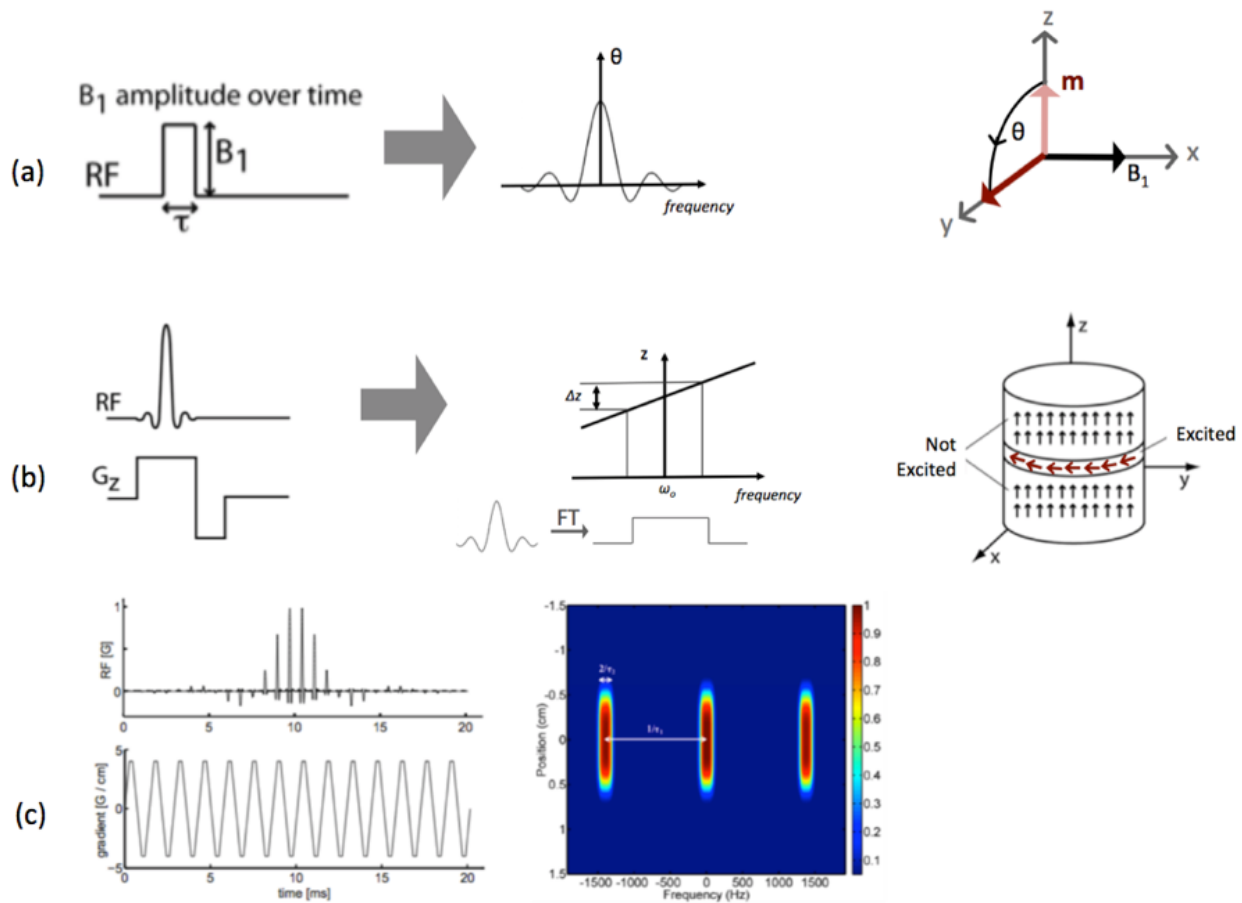 (a)
B₁ amplitude over time
RF
B₁
τ
θ
frequency
z
m
θ
x
B₁
y
(b)
RF
G_z
z
Δz
ω₀
frequency
FT
z
Not
Excited
Excited
y
x
(c)
1
0
RF [G]
0 5 10 15 20
5
0
-5
gradient [G / cm]
0 5 10 15 20
time [ms]
-1.5
-1
-0.5
0
0.5
1
1.5
Position (cm)
1/τ₁
-1500 -1000 -500 0 500 1000 1500
Frequency (Hz)
1
0.9
0.8
0.7
0.6
0.5
0.4
0.3
0.2
0.1